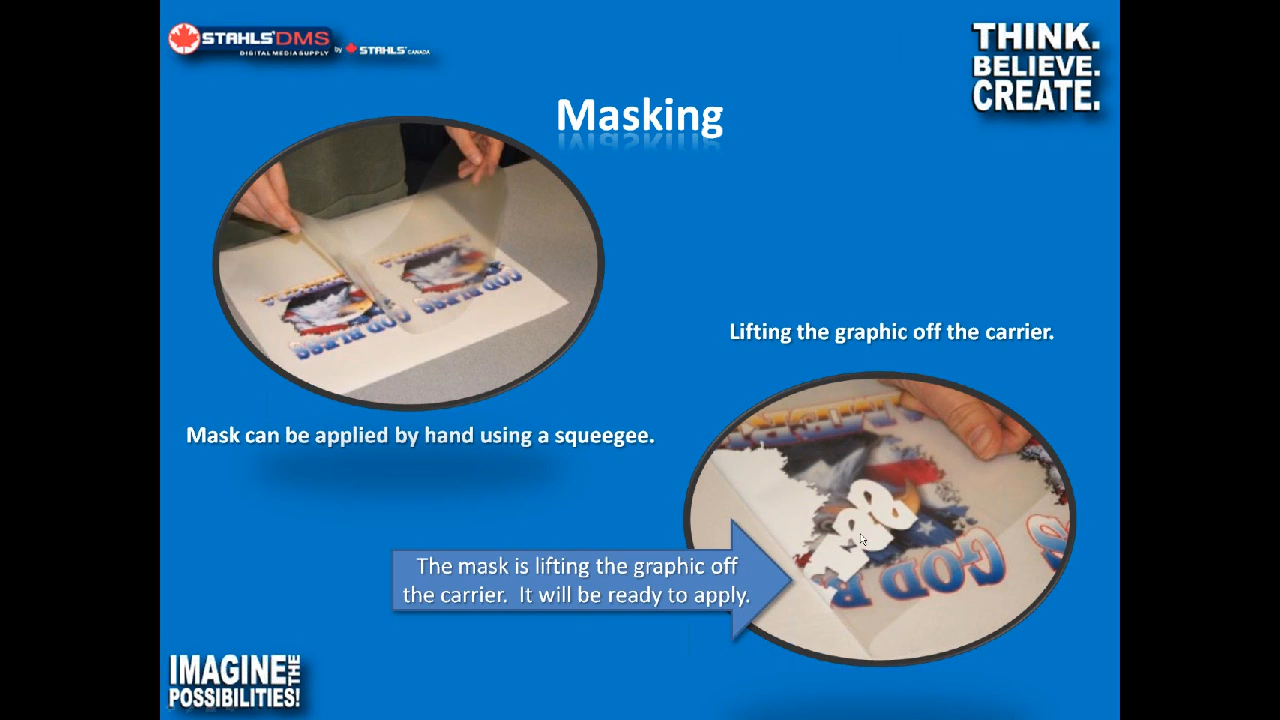 STAHLS' DMS
DIGITAL MEDIA SUPPLY by STAHLS' CANADA
THINK.
BELIEVE.
CREATE.
Masking
Lifting the graphic off the carrier.
Mask can be applied by hand using a squeegee.
GOD B
The mask is lifting the graphic off
the carrier.  It will be ready to apply.
IMAGINE THE
POSSIBILITIES!